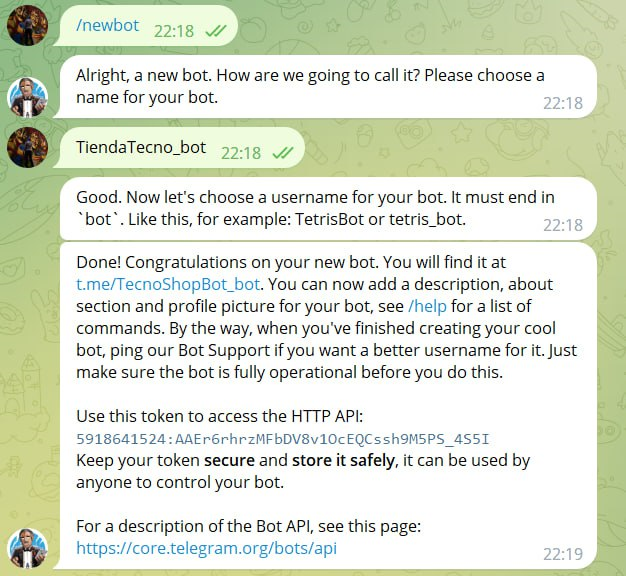 /newbot 22:18
Alright, a new bot. How are we going to call it? Please choose a
name for your bot.
22:18
TiendaTecno_bot 22:18
Good. Now let's choose a username for your bot. It must end in
`bot`. Like this, for example: TetrisBot or tetris_bot.
22:18
Done! Congratulations on your new bot. You will find it at
t.me/TecnoShopBot_bot. You can now add a description, about
section and profile picture for your bot, see /help for a list of
commands. By the way, when you've finished creating your cool
bot, ping our Bot Support if you want a better username for it. Just
make sure the bot is fully operational before you do this.
Use this token to access the HTTP API:
5918641524:AAEr6rhrzMFbDV8v1OcEQCssh9M5PS_4S5I
Keep your token secure and store it safely, it can be used by
anyone to control your bot.
For a description of the Bot API, see this page:
https://core.telegram.org/bots/api
22:19